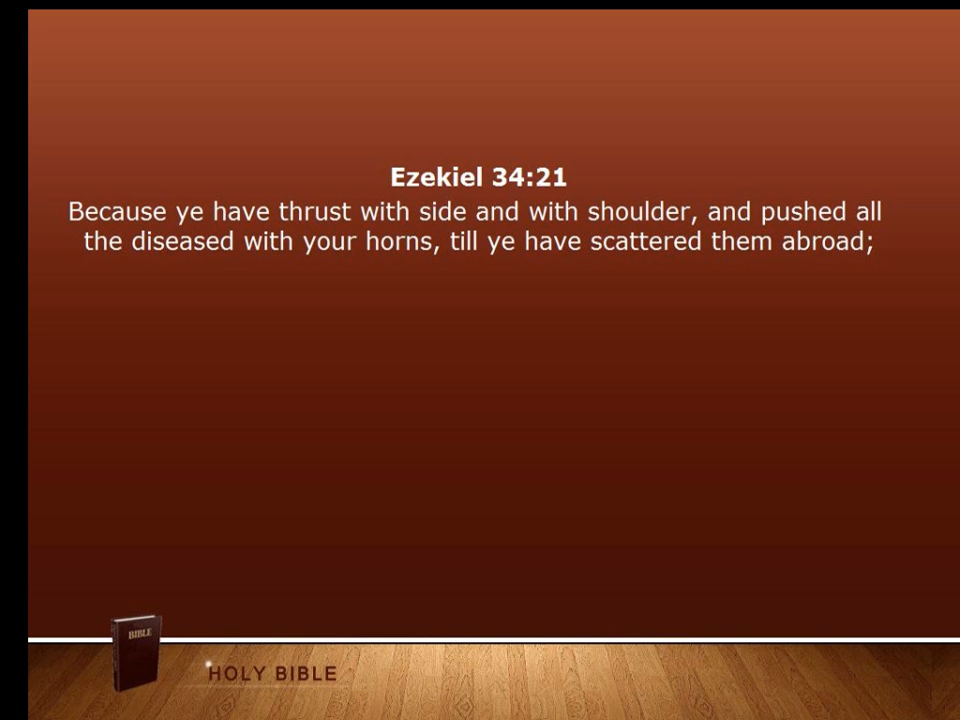 Ezekiel 34:21
Because ye have thrust with side and with shoulder, and pushed all
the diseased with your horns, till ye have scattered them abroad;
BIBLE
HOLY BIBLE